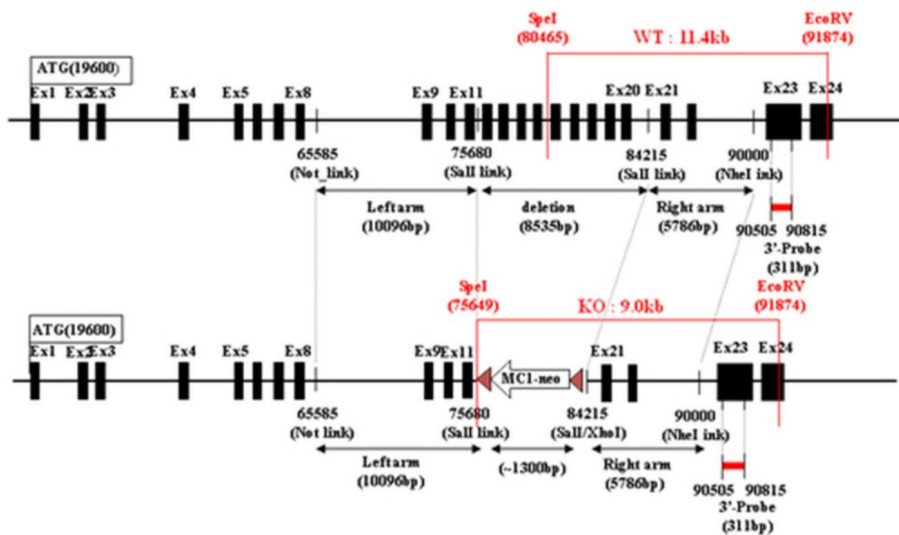 SpeI EcoRV
(80465) WT : 11.4kb (91874)
ATG(19600)
Ex1 Ex2 Ex3 Ex4 Ex5 Ex8 Ex9 Ex11 Ex20 Ex21 Ex23 Ex24
65585 75680 84215 90000
(Not_link) (SalI link) (SalI link) (NheI ink)
Left arm deletion Right arm
(10096bp) (8535bp) (5786bp)
90505 90815
3'-Probe
(311bp)
SpeI EcoRV
(75649) KO : 9.0kb (91874)
ATG(19600)
Ex1 Ex2 Ex3 Ex4 Ex5 Ex8 Ex9 Ex11 Ex21 Ex23 Ex24
MC1-neo
65585 75680 84215 90000
(Not link) (SalI link) (SalI/XhoI) (NheI ink)
Left arm (~1300bp) Right arm
(10096bp) (5786bp)
90505 90815
3'-Probe
(311bp)